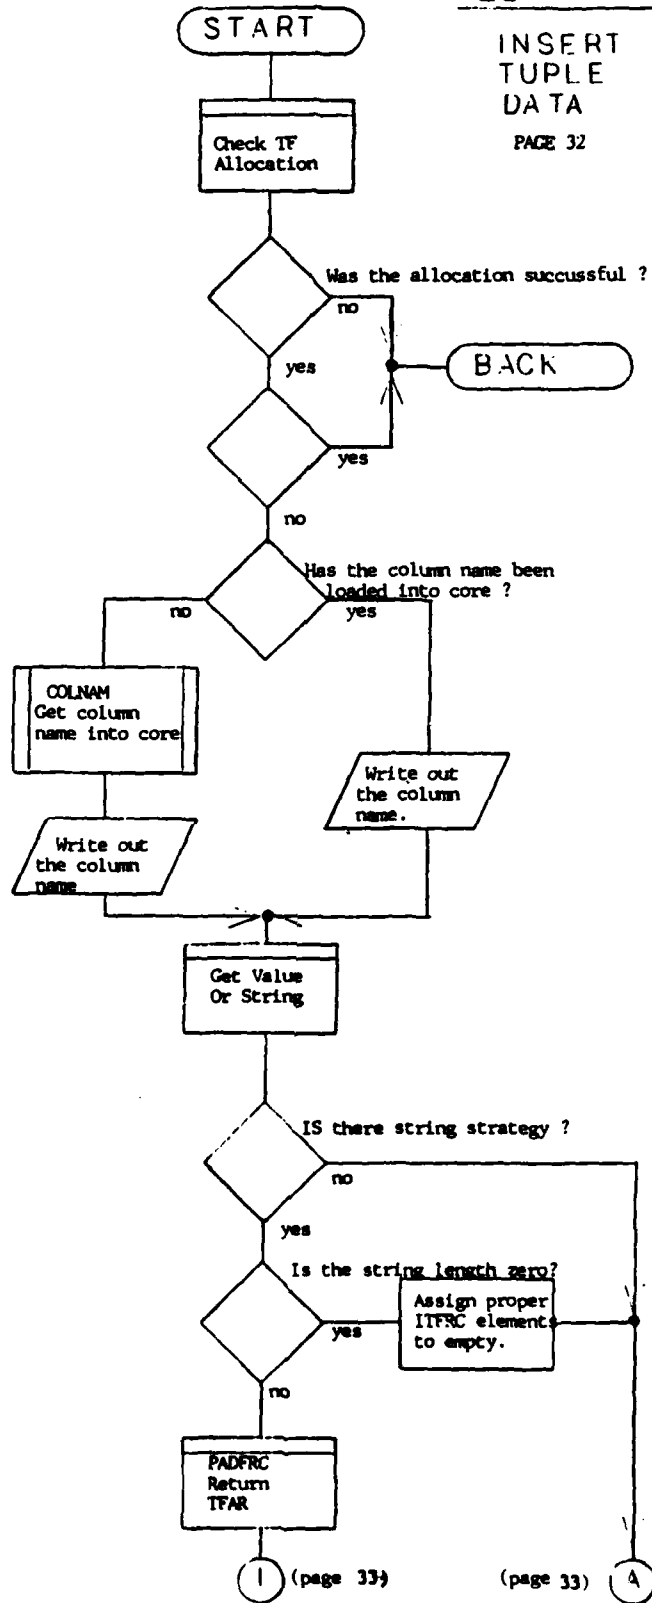 START
INSERT
TUPLE
DATA
PAGE 32
Check TF
Allocation
Was the allocation succussful ?
no
yes
BACK
yes
no
Has the column name been
loaded into core ?
no
yes
COLNAM
Get column
name into core
Write out
the column
name.
Write out
the column
name
Get Value
Or String
IS there string strategy ?
no
yes
Is the string length zero?
yes
Assign proper
ITFRC elements
to empty.
no
PADFRC
Return
TFAR
1
(page 33)
(page 33)
A